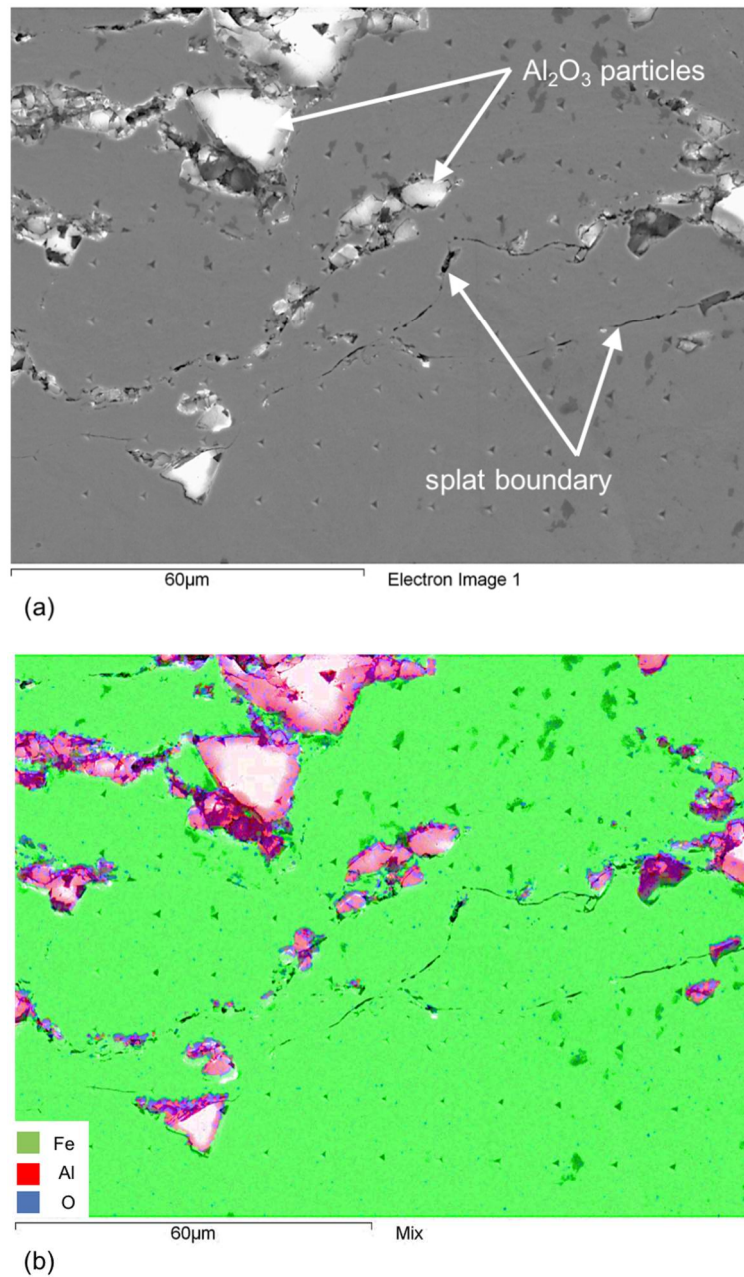 Al₂O₃ particles
splat boundary
60µm Electron Image 1
(a)
Fe
Al
O
60µm Mix
(b)